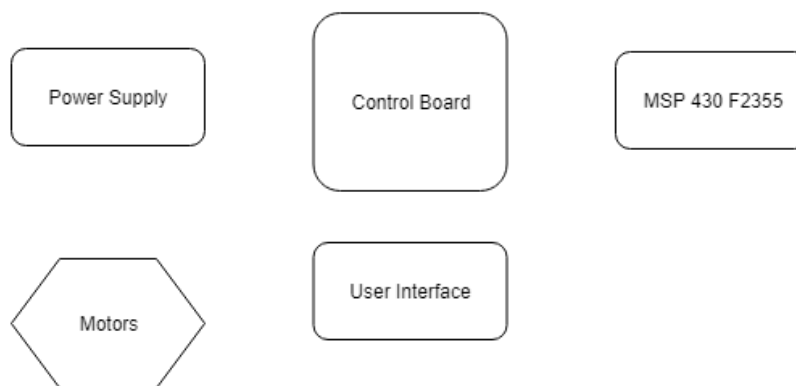 Power Supply
Control Board
MSP 430 F2355
Motors
User Interface